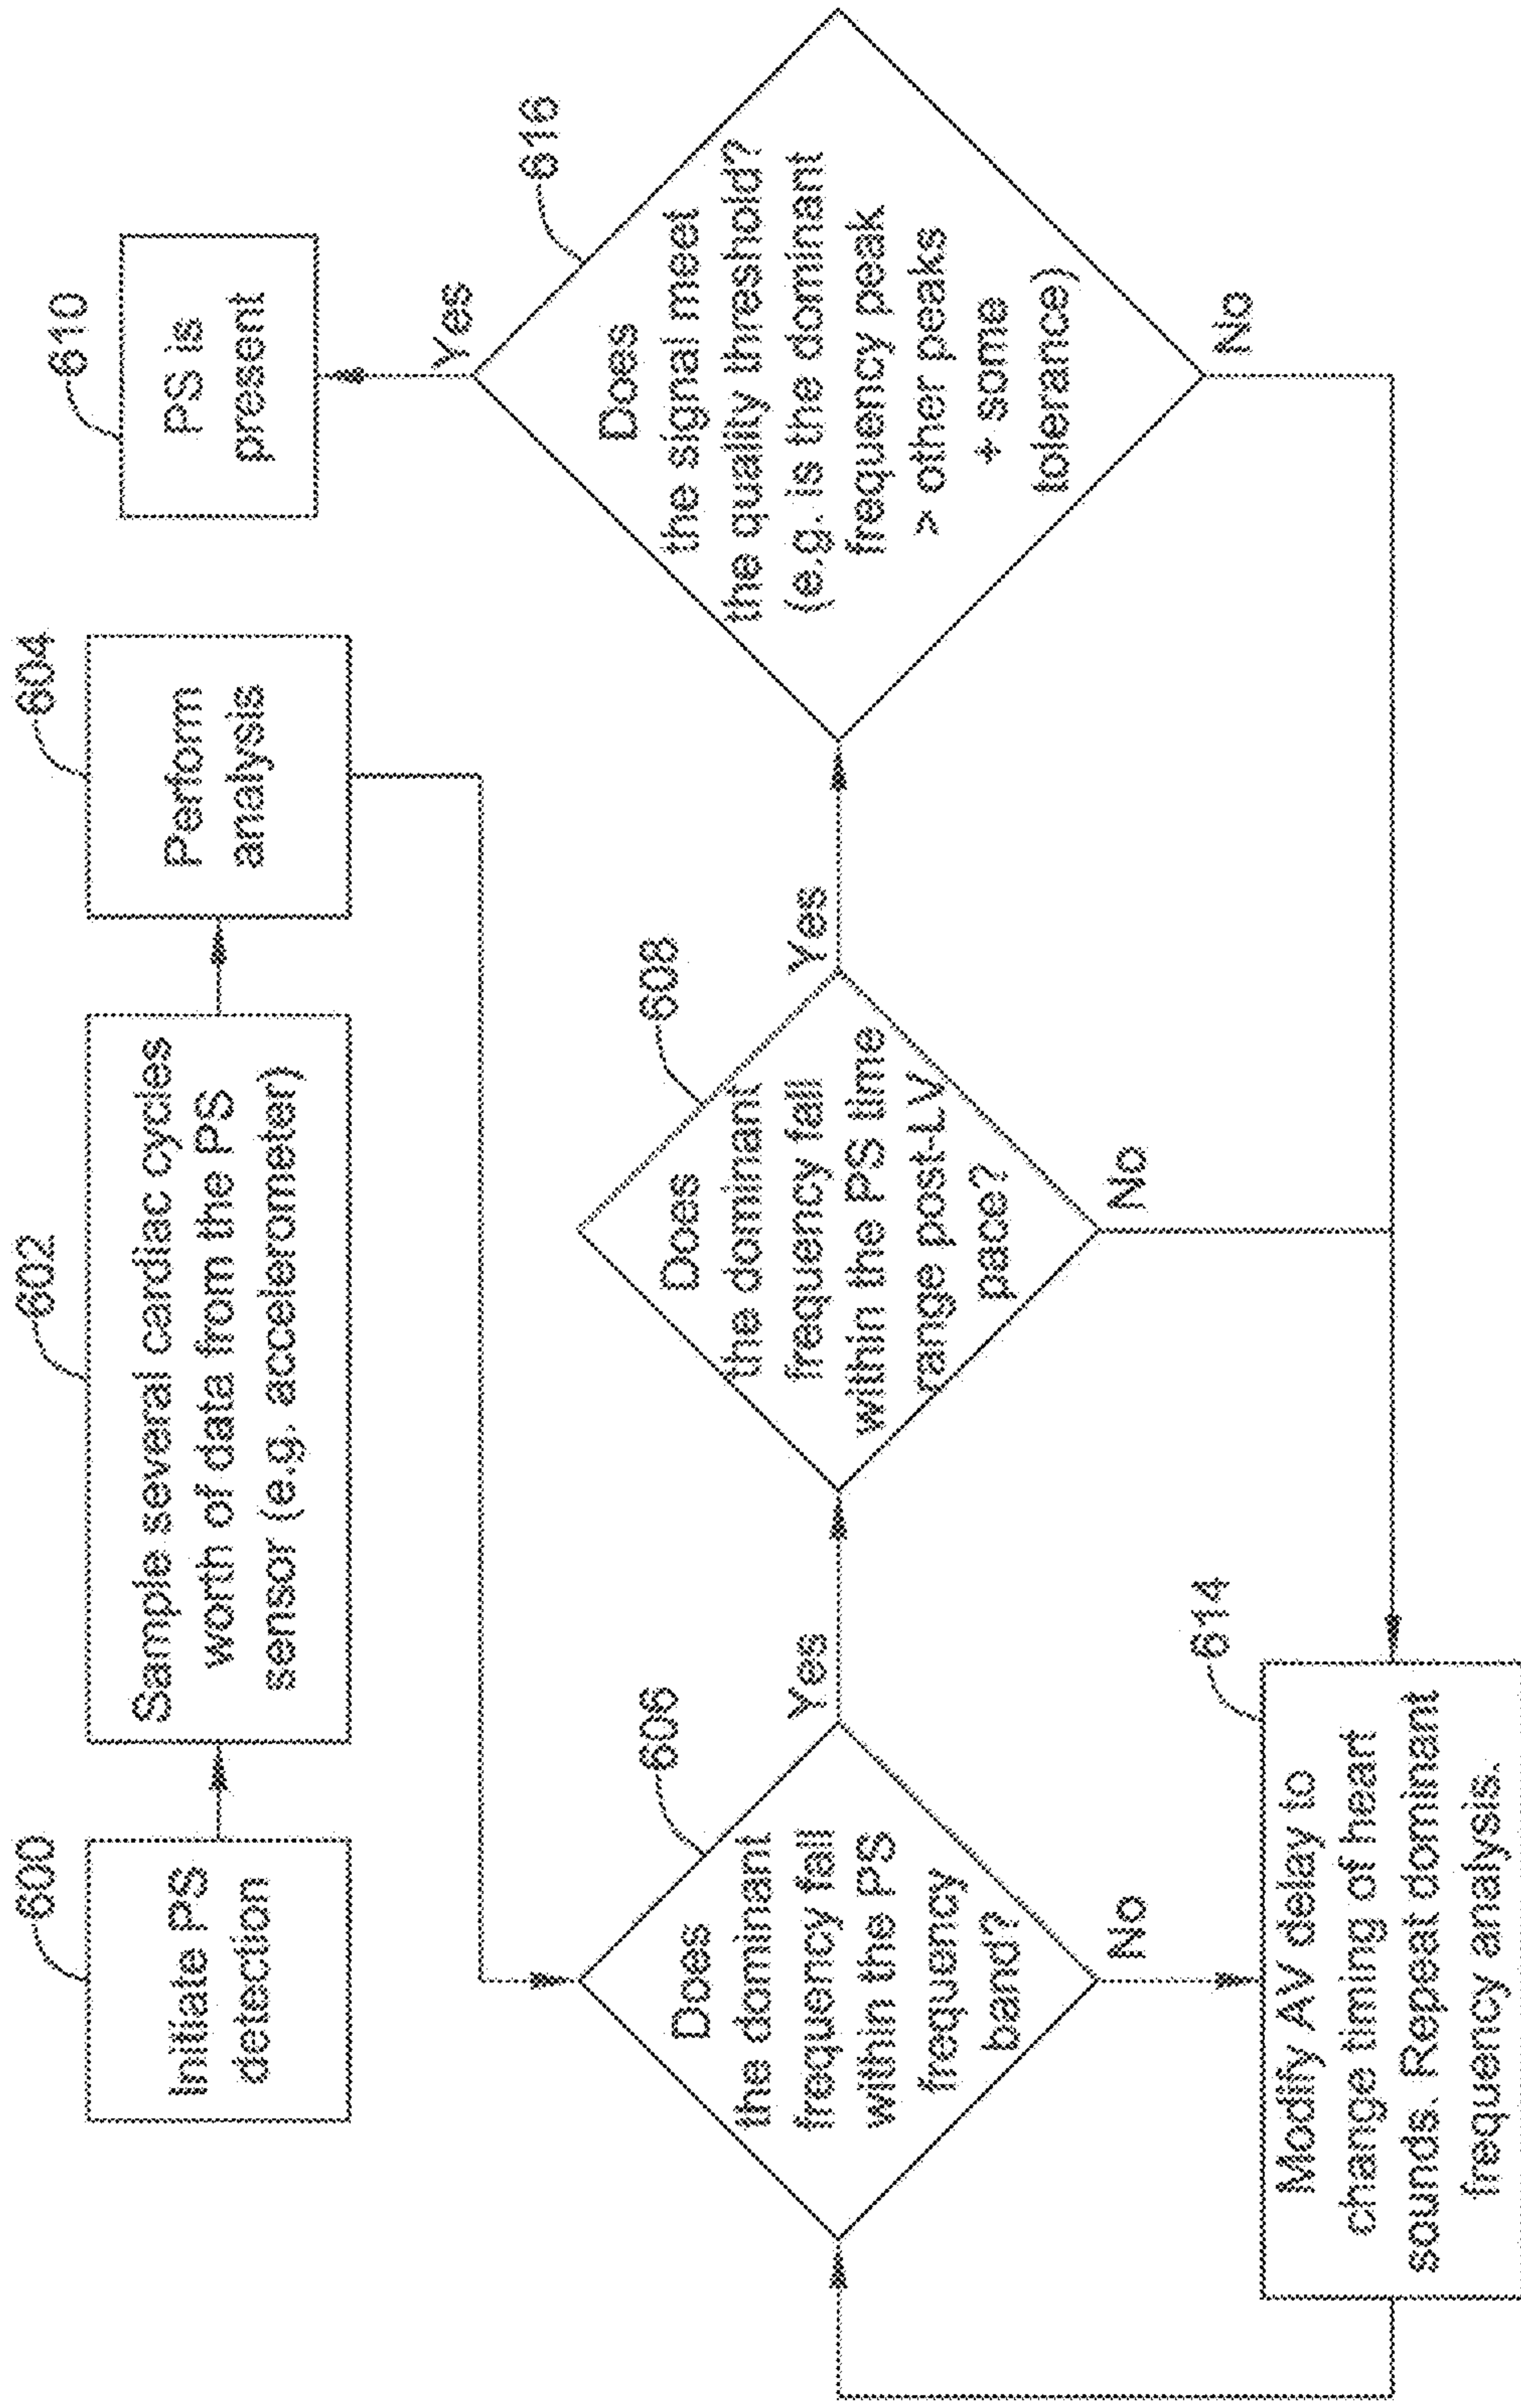 600
Initiate PS
detection
602
Sample several cardiac cycles
worth of data from the PS
sensor (e.g. accelerometer)
604
Perform
analysis
610
PS is
present
606
Does
the dominant
frequency fall
within the PS
frequency
band?
Yes
No
608
Does
the dominant
frequency fall
within the PS time
range post-LV
pace?
Yes
No
616
Does
the signal meet
the quality threshold?
(e.g. is the dominant
frequency peak
> other peaks
+ some
tolerance)
Yes
No
614
Modify AV delay to
change timing of heart
sounds. Repeat dominant
frequency analysis.